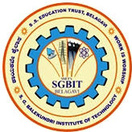 S.S. EDUCATION TRUST, BELAGAVI
WORK IS WORSHIP
SGBIT
BELAGAVI
S. G. BALEKUNDRI INSTITUTE OF TECHNOLOGY